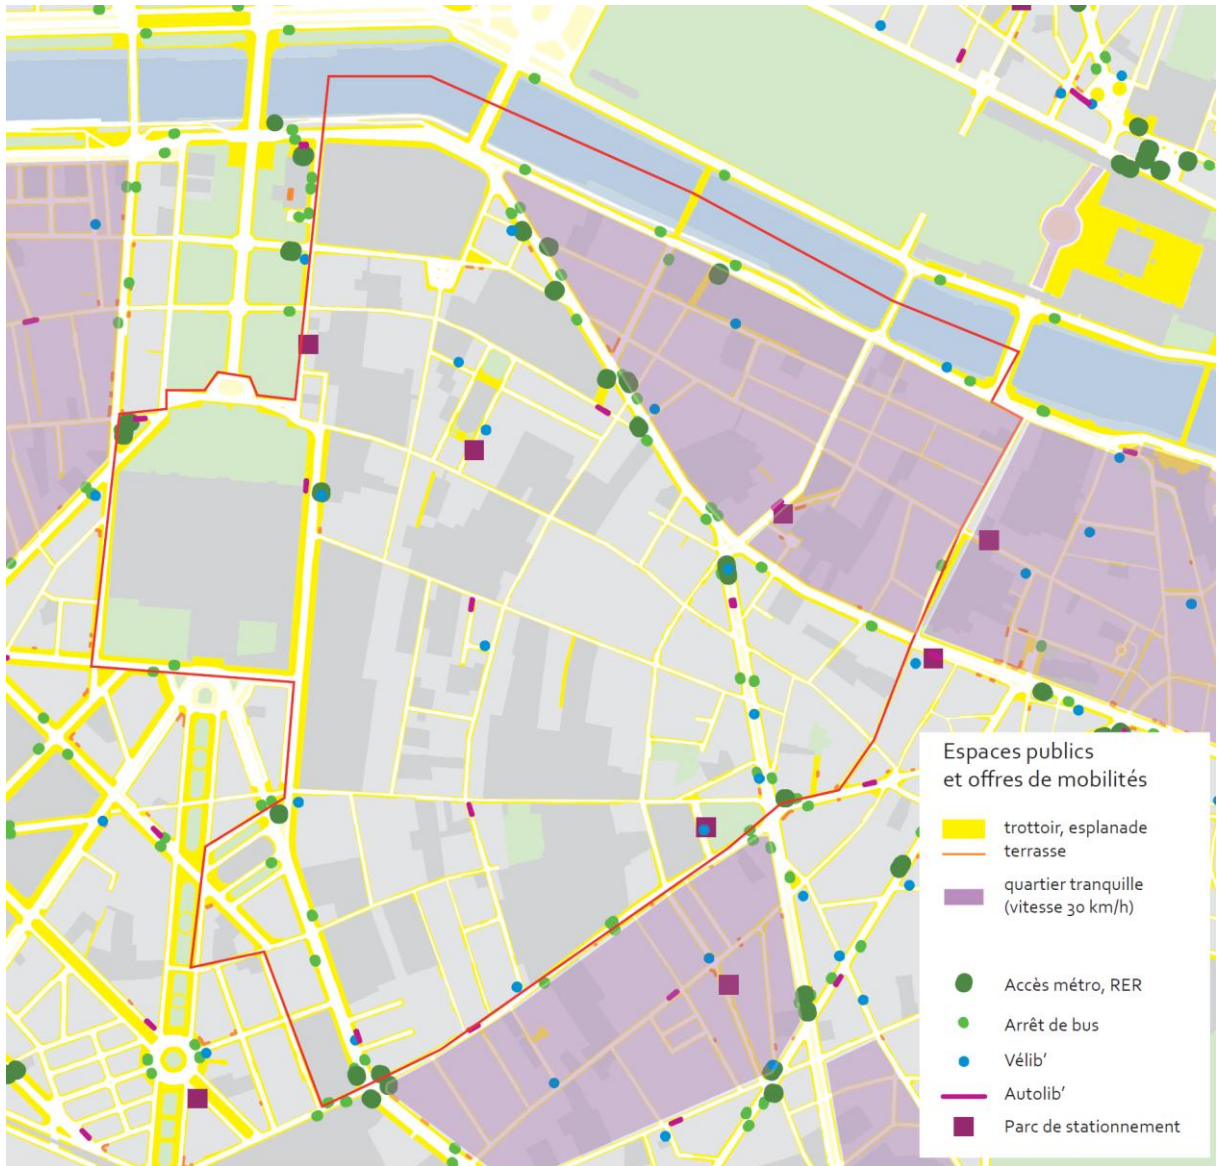 Espaces publics
et offres de mobilités
trottoir, esplanade
terrasse
quartier tranquille
(vitesse 30 km/h)
Accès métro, RER
Arrêt de bus
Vélib'
Autolib'
Parc de stationnement